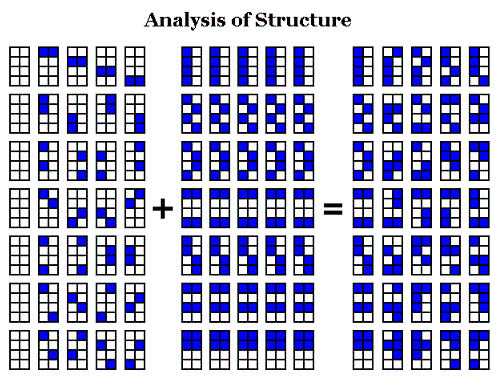 Analysis of Structure
+ =